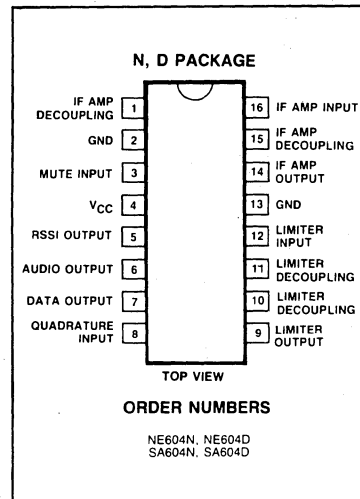 N, D PACKAGE
IF AMP
DECOUPLING
1
GND
2
MUTE INPUT
3
VCC
4
RSSI OUTPUT
5
AUDIO OUTPUT
6
DATA OUTPUT
7
QUADRATURE
INPUT
8
16
IF AMP INPUT
15
IF AMP
DECOUPLING
14
IF AMP
OUTPUT
13
GND
12
LIMITER
INPUT
11
LIMITER
DECOUPLING
10
LIMITER
DECOUPLING
9
LIMITER
OUTPUT
TOP VIEW
ORDER NUMBERS
NE604N, NE604D
SA604N, SA604D